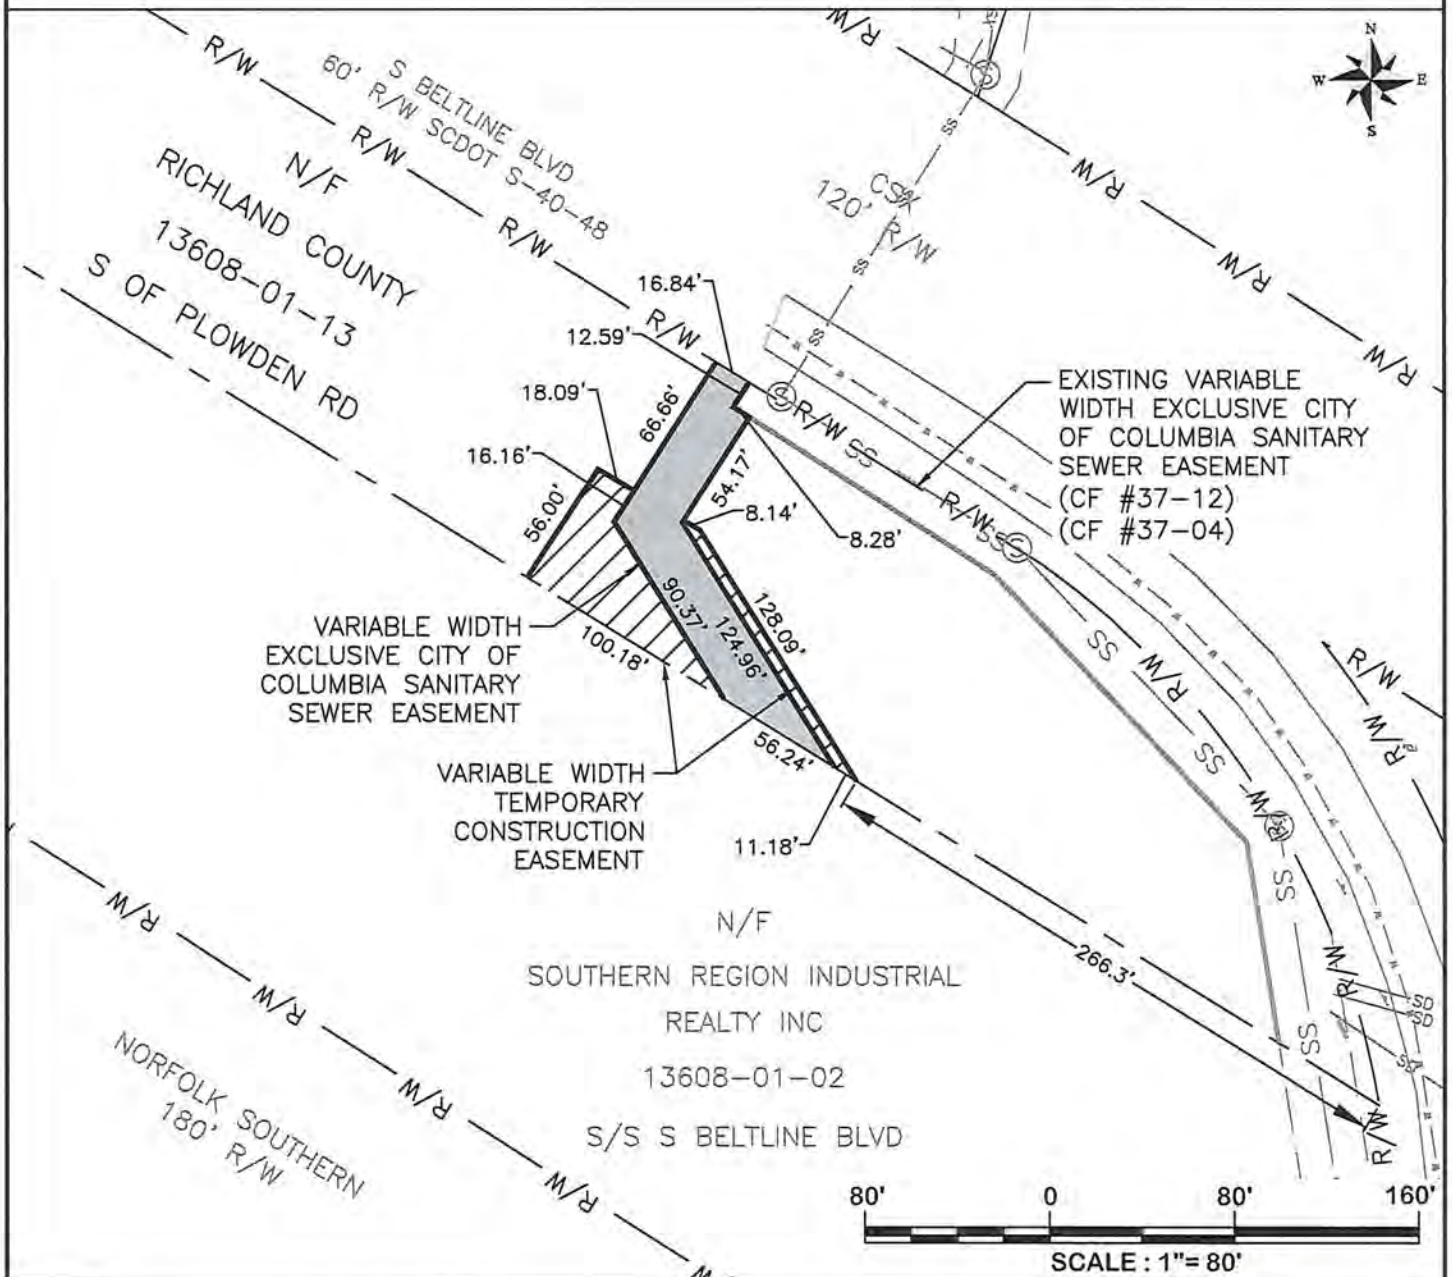 N
W
E
S
S BELTLINE BLVD
60' R/W SCDOT S-40-48
R/W
R/W
R/W
R/W
N/F
RICHLAND COUNTY
13608-01-13
S OF PLOWDEN RD
R/W
R/W
R/W
R/W
R/W
SS
SS
SS
CSX
120' R/W
16.84'
12.59'
18.09'
16.16'
66.66'
56.00'
54.17'
8.14'
8.28'
90.37'
124.96'
128.09'
100.18'
56.24'
11.18'
266.3'
R/W
SS
R/W
SS
SS
R/W
SS
R/W
SS
R/W
SS
R/W
R/W
R/W
SD
SD
EXISTING VARIABLE
WIDTH EXCLUSIVE CITY
OF COLUMBIA SANITARY
SEWER EASEMENT
(CF #37-12)
(CF #37-04)
VARIABLE WIDTH
EXCLUSIVE CITY OF
COLUMBIA SANITARY
SEWER EASEMENT
VARIABLE WIDTH
TEMPORARY
CONSTRUCTION
EASEMENT
N/F
SOUTHERN REGION INDUSTRIAL
REALTY INC
13608-01-02
S/S S BELTLINE BLVD
R/W
R/W
R/W
R/W
NORFOLK SOUTHERN
180' R/W
80'
0
80'
160'
SCALE : 1"= 80'